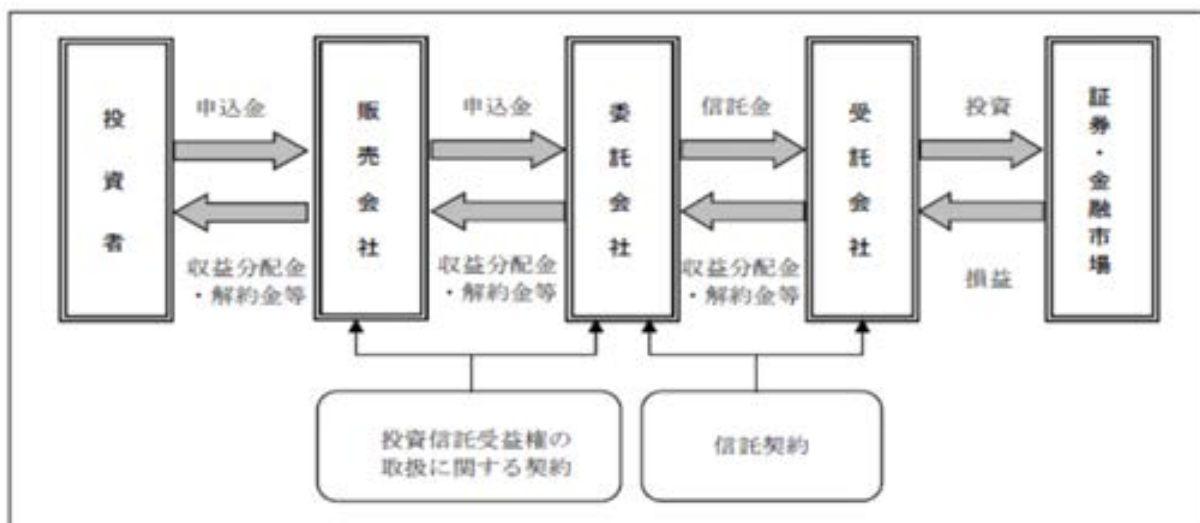 投資者
申込金
収益分配金
・解約金等
販売会社
申込金
収益分配金
・解約金等
委託会社
信託金
収益分配金
・解約金等
受託会社
投資
損益
証券・金融市場
投資信託受益権の
取扱に関する契約
信託契約